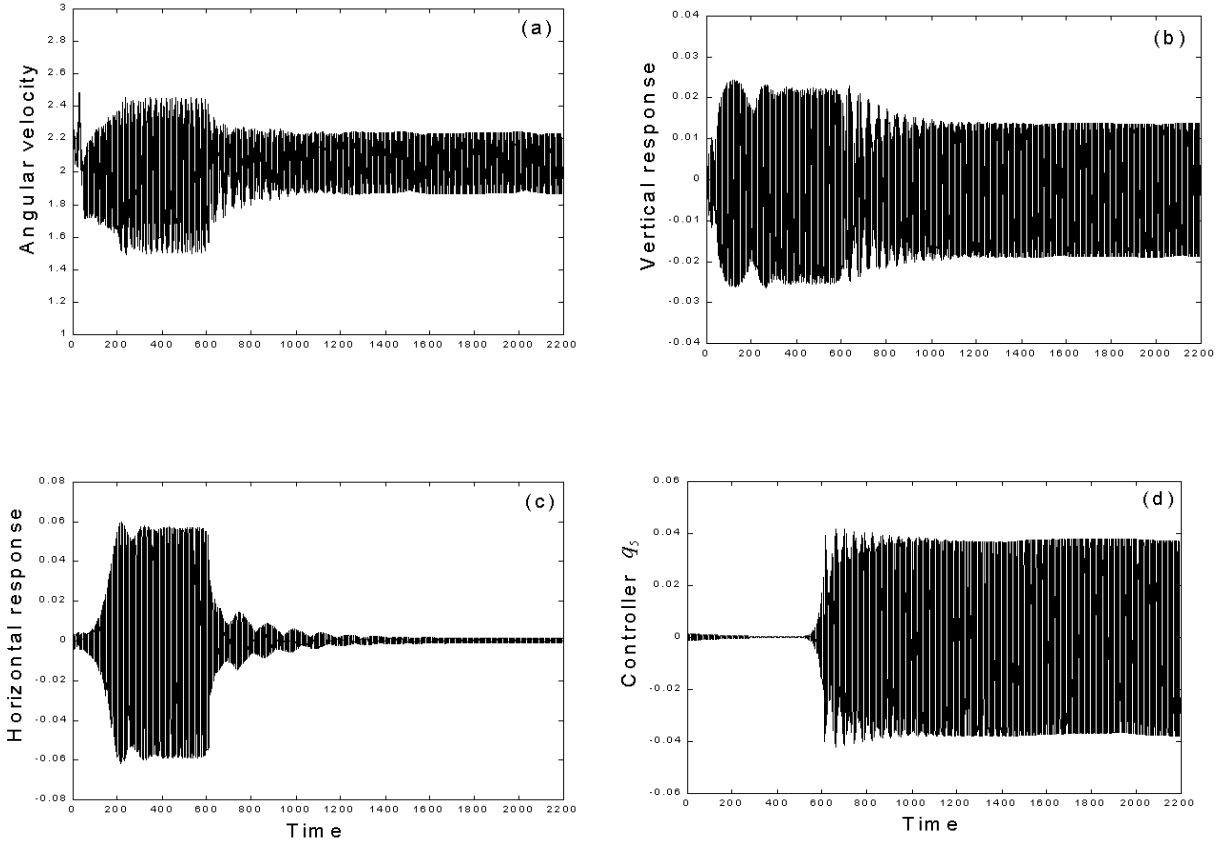 (a)
Angular velocity
3
2.8
2.6
2.4
2.2
2
1.8
1.6
1.4
1.2
1
0 200 400 600 800 1000 1200 1400 1600 1800 2000 2200
(b)
Vertical response
0.04
0.03
0.02
0.01
0
-0.01
-0.02
-0.03
-0.04
0 200 400 600 800 1000 1200 1400 1600 1800 2000 2200
(c)
Horizontal response
0.08
0.06
0.04
0.02
0
-0.02
-0.04
-0.06
-0.08
0 200 400 600 800 1000 1200 1400 1600 1800 2000 2200
Time
(d)
Controller q₅
0.06
0.04
0.02
0
-0.02
-0.04
-0.06
0 200 400 600 800 1000 1200 1400 1600 1800 2000 2200
Time